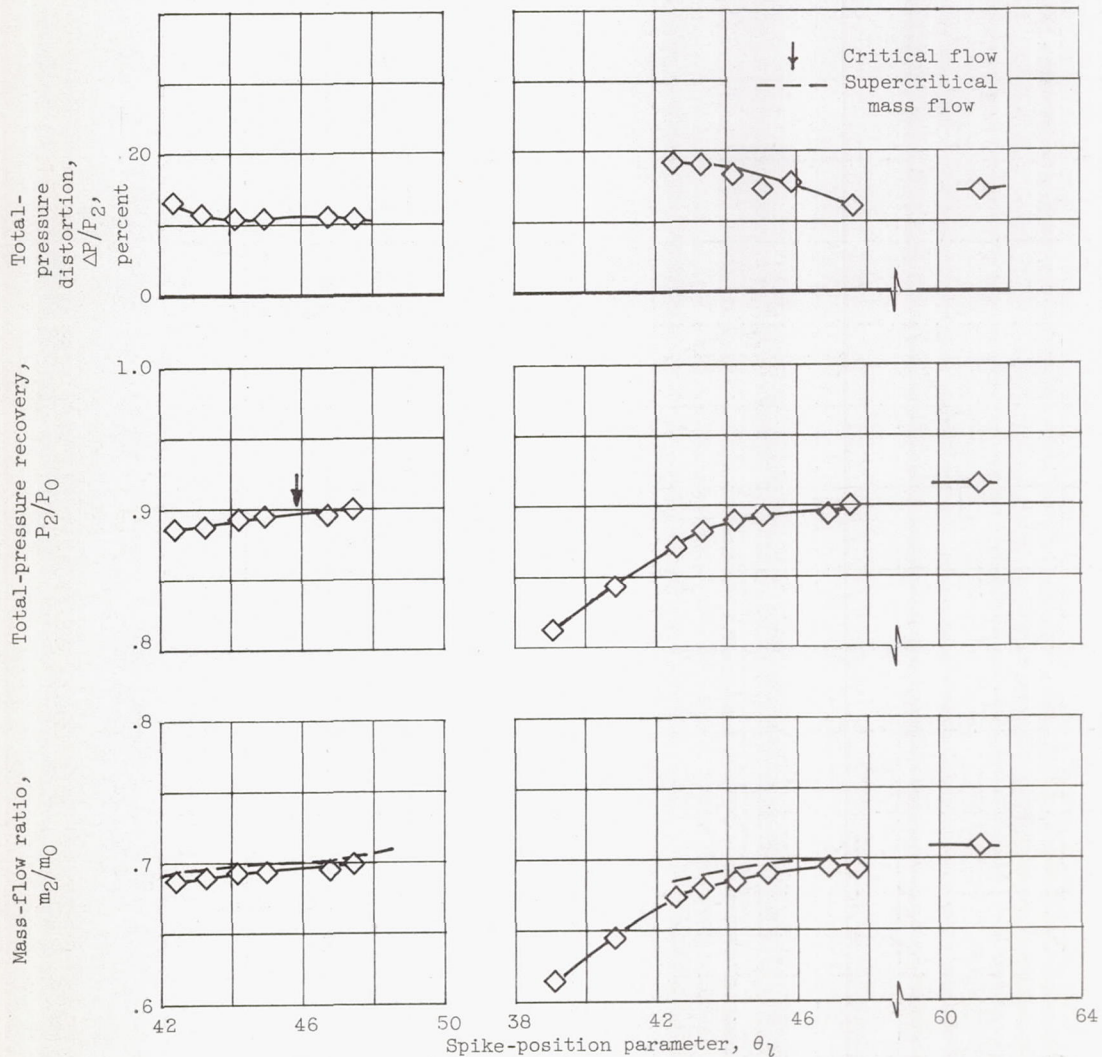 Critical flow
Supercritical
mass flow
Total-
pressure
distortion,
ΔP/P2,
percent
20
0
Total-pressure recovery,
P2/P0
1.0
.9
.8
Mass-flow ratio,
m2/m0
.8
.7
.6
42 46 50 38 42 46 60 64
Spike-position parameter, θl